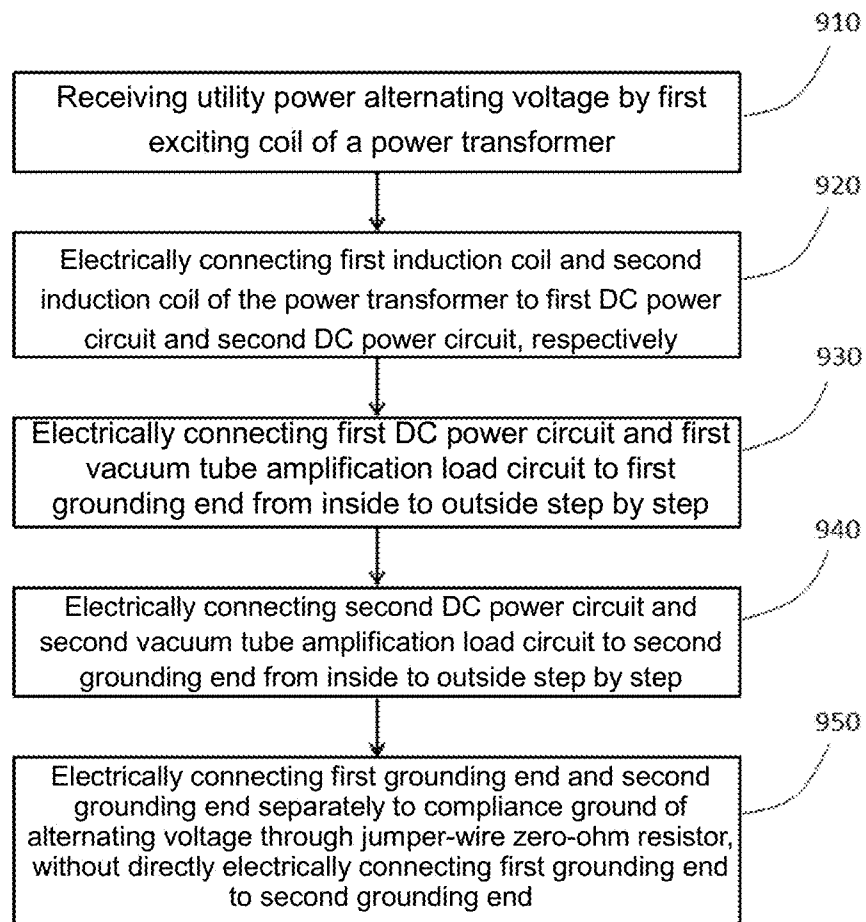 910
Receiving utility power alternating voltage by first
exciting coil of a power transformer
920
Electrically connecting first induction coil and second
induction coil of the power transformer to first DC power
circuit and second DC power circuit, respectively
930
Electrically connecting first DC power circuit and first
vacuum tube amplification load circuit to first
grounding end from inside to outside step by step
940
Electrically connecting second DC power circuit and
second vacuum tube amplification load circuit to second
grounding end from inside to outside step by step
950
Electrically connecting first grounding end and second
grounding end separately to compliance ground of
alternating voltage through jumper-wire zero-ohm resistor,
without directly electrically connecting first grounding end
to second grounding end